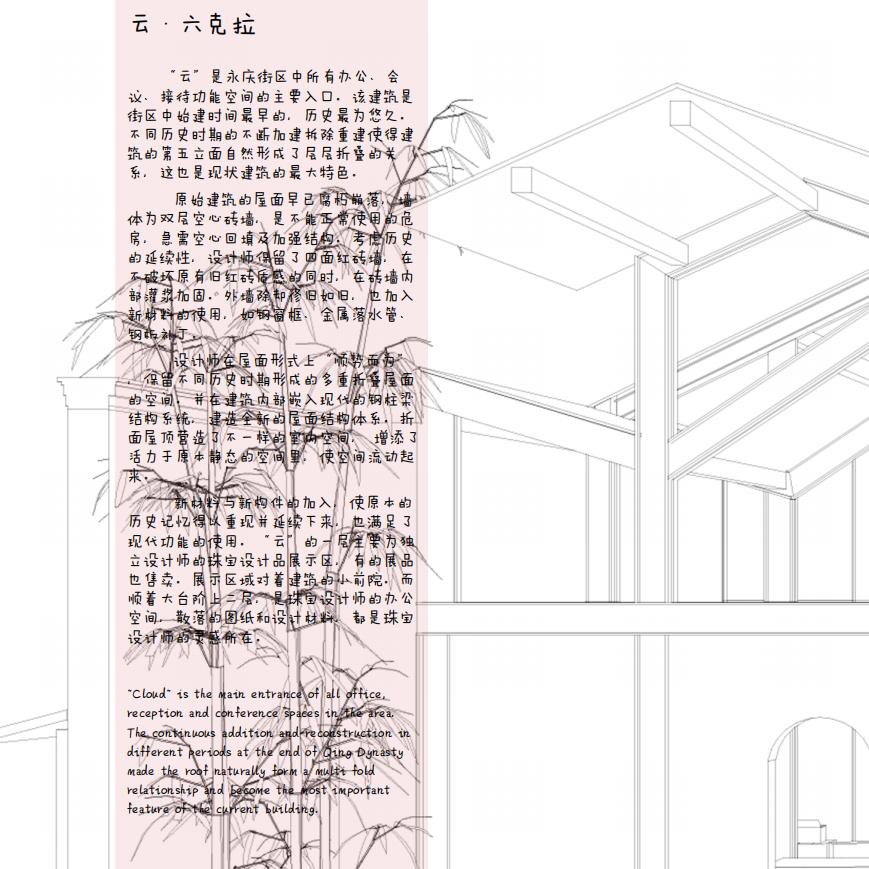 云·六克拉
“云”是永庆街区中所有办公、会
议、接待功能空间的主要入口。该建筑是
街区中始建时间最早的，历史最为悠久。
不同历史时期的不断加建拆除重建使得建
筑的第五立面自然形成了层层折叠的关
系，这也是现状建筑的最大特色。
原始建筑的屋面早已腐朽崩落，墙
体为双层空心砖墙，是不能正常使用的危
房，急需空心回填及加强结构。考虑历史
的延续性，设计师保留了四面红砖墙，在
不破坏原有旧红砖质感的同时，在砖墙内
部灌浆加固。外墙除却修旧如旧，也加入
新材料的使用，如钢窗框、金属落水管、
钢板补丁。
设计师在屋面形式上“顺势而为”
，保留不同历史时期形成的多重折叠屋面
的空间，并在建筑内部嵌入现代的钢柱梁
结构系统，建造全新的屋面结构体系。折
面屋顶营造了不一样的室内空间，增添了
活力于原本静态的空间里，使空间流动起
来。
新材料与新构件的加入，使原本的
历史记忆得以重现并延续下来，也满足了
现代功能的使用。“云”的一层主要为独
立设计师的珠宝设计品展示区，有的展品
也售卖。展示区域对着建筑的小前院。而
顺着大台阶上二层，是珠宝设计师的办公
空间，散落的图纸和设计材料，都是珠宝
设计师的灵感所在。
"Cloud" is the main entrance of all office,
reception and conference spaces in the area.
The continuous addition and reconstruction in
different periods at the end of Qing Dynasty
made the roof naturally form a multi fold
relationship and become the most important
feature of the current building.